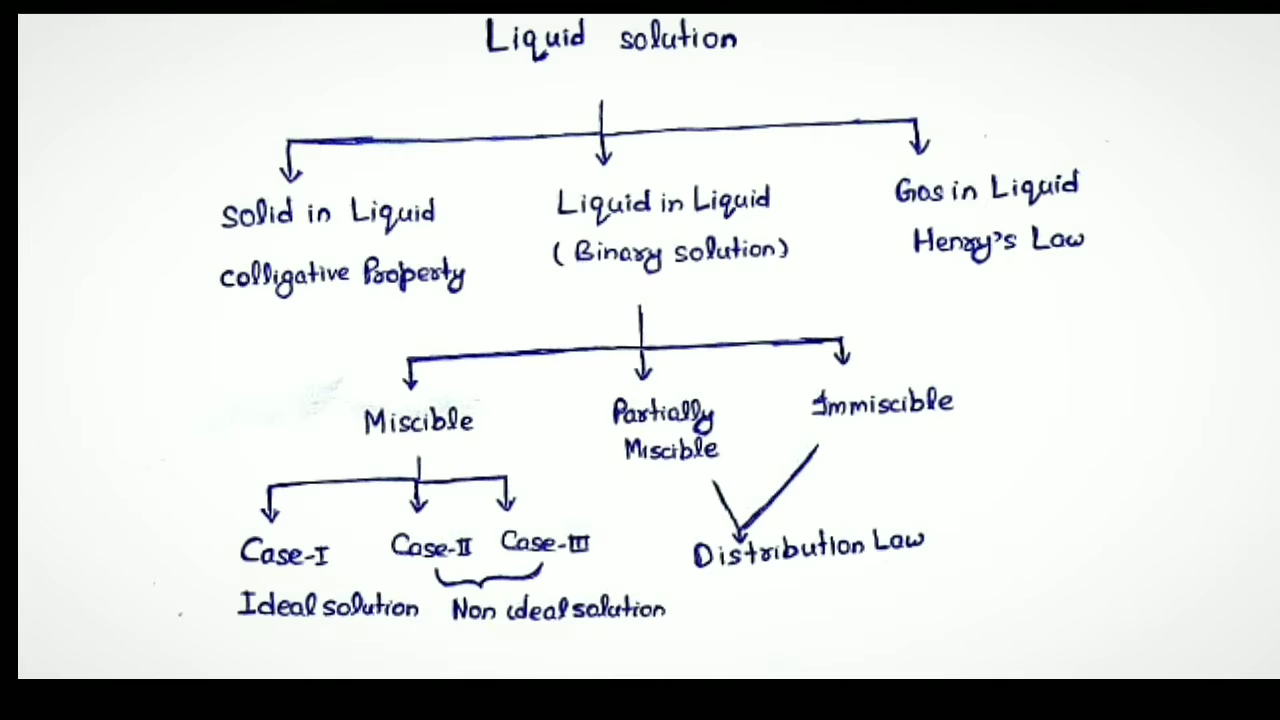 Liquid solution
Solid in Liquid
colligative Property
Liquid in Liquid
(Binary solution)
Gas in Liquid
Henry's Law
Miscible
Partially
Miscible
Immiscible
Case-I
Case-II
Case-III
Ideal solution
Non ideal solution
Distribution Law